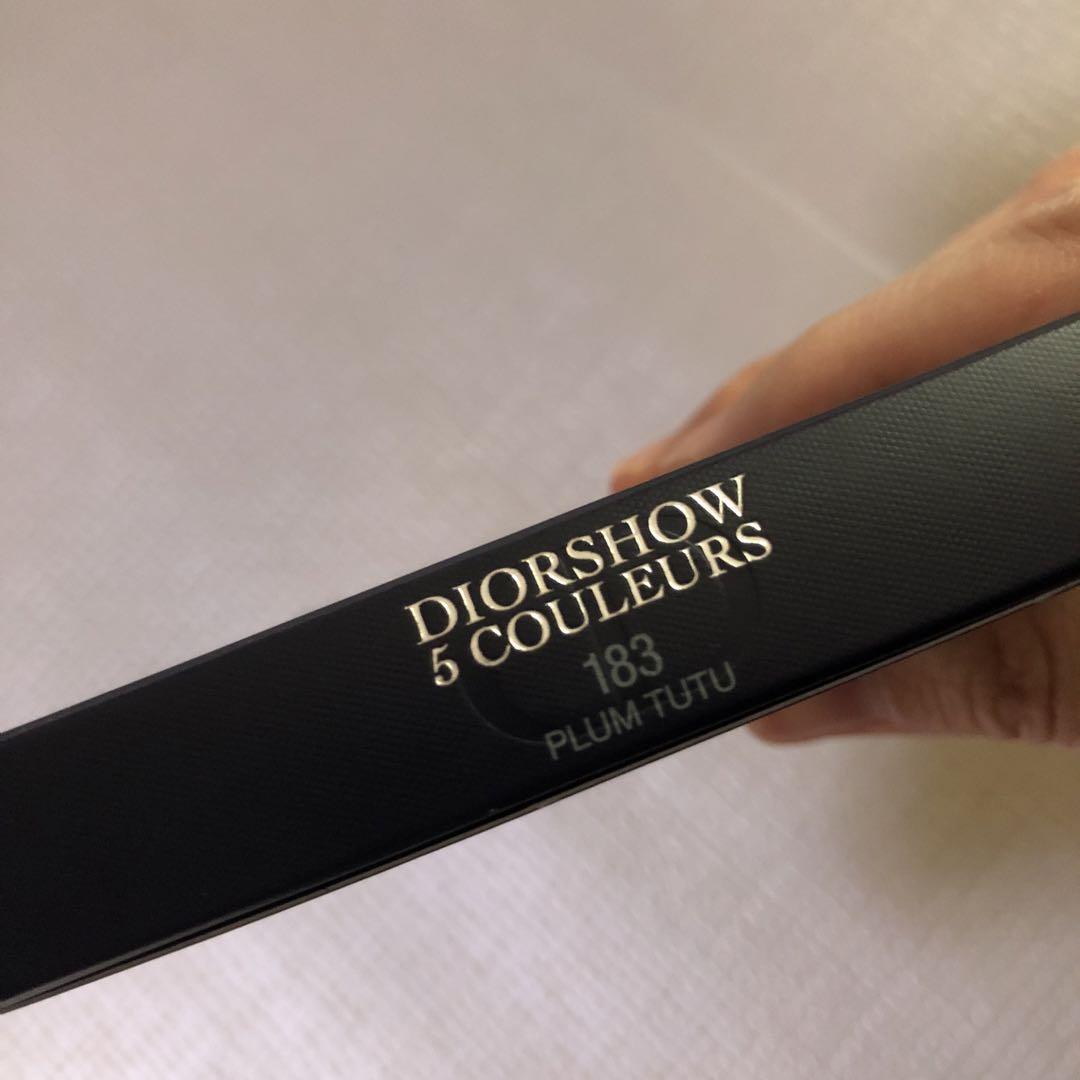 DIORSHOW
5 COULEURS
183
PLUM TUTU